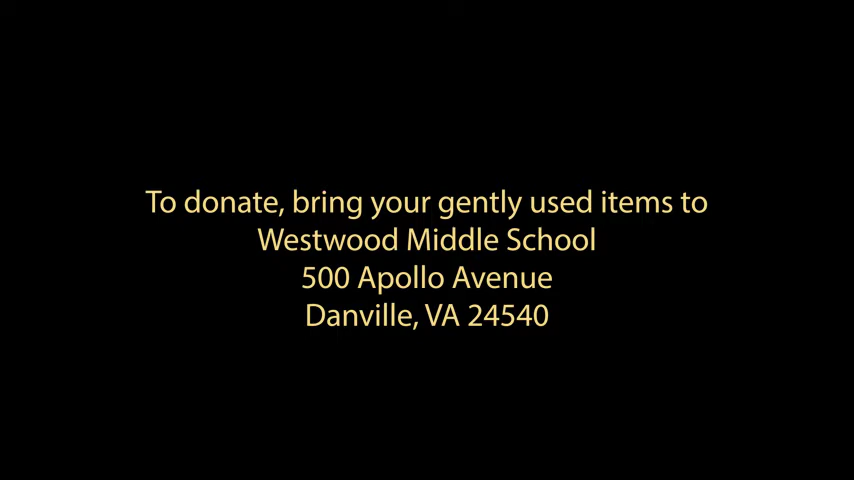 To donate, bring your gently used items to
Westwood Middle School
500 Apollo Avenue
Danville, VA 24540